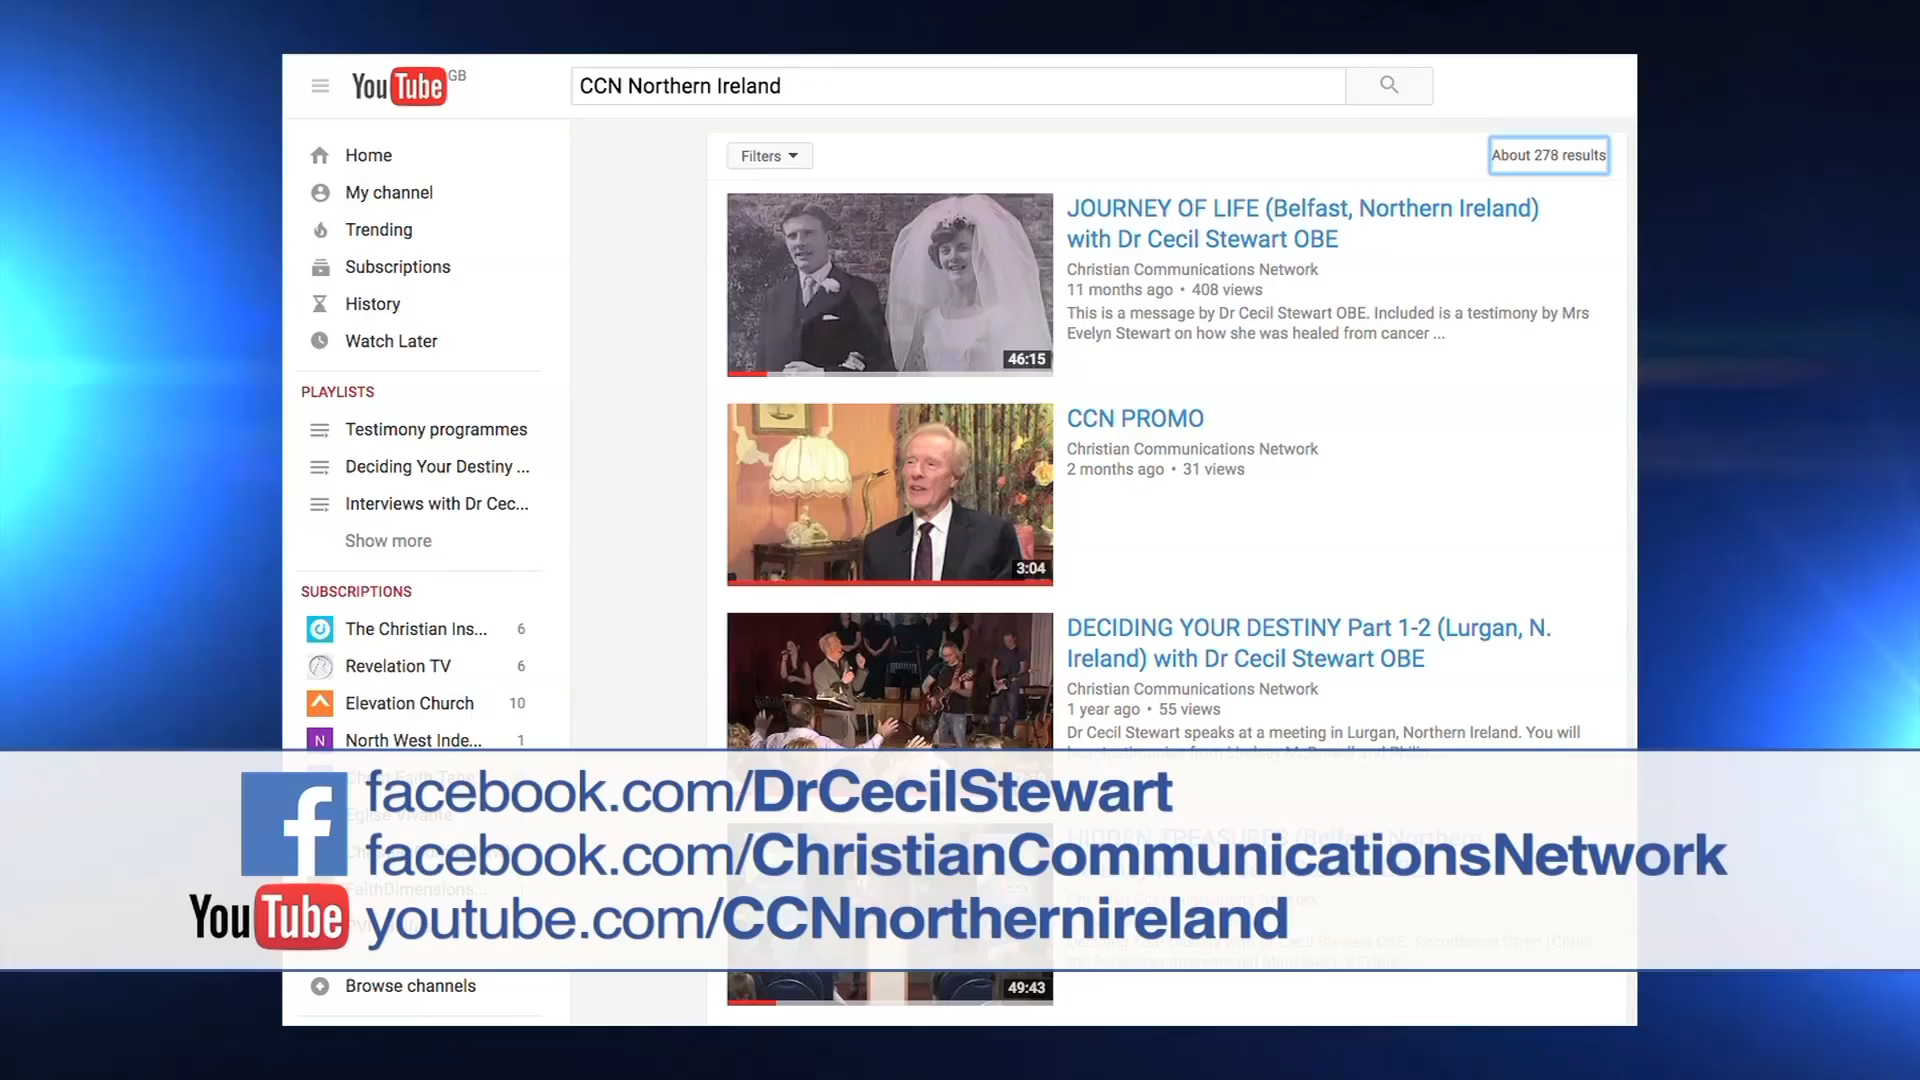 YouTube GB
CCN Northern Ireland
Home
My channel
Trending
Subscriptions
History
Watch Later
PLAYLISTS
Testimony programmes
Deciding Your Destiny ...
Interviews with Dr Cec...
Show more
SUBSCRIPTIONS
The Christian Ins... 6
Revelation TV 6
Elevation Church 10
N North West Inde... 1
Browse channels
Filters
About 278 results
JOURNEY OF LIFE (Belfast, Northern Ireland)
with Dr Cecil Stewart OBE
Christian Communications Network
11 months ago • 408 views
This is a message by Dr Cecil Stewart OBE. Included is a testimony by Mrs
Evelyn Stewart on how she was healed from cancer ...
46:15
CCN PROMO
Christian Communications Network
2 months ago • 31 views
3:04
DECIDING YOUR DESTINY Part 1-2 (Lurgan, N.
Ireland) with Dr Cecil Stewart OBE
Christian Communications Network
1 year ago • 55 views
Dr Cecil Stewart speaks at a meeting in Lurgan, Northern Ireland. You will
49:43
f facebook.com/DrCecilStewart
facebook.com/ChristianCommunicationsNetwork
YouTube youtube.com/CCNnorthernireland